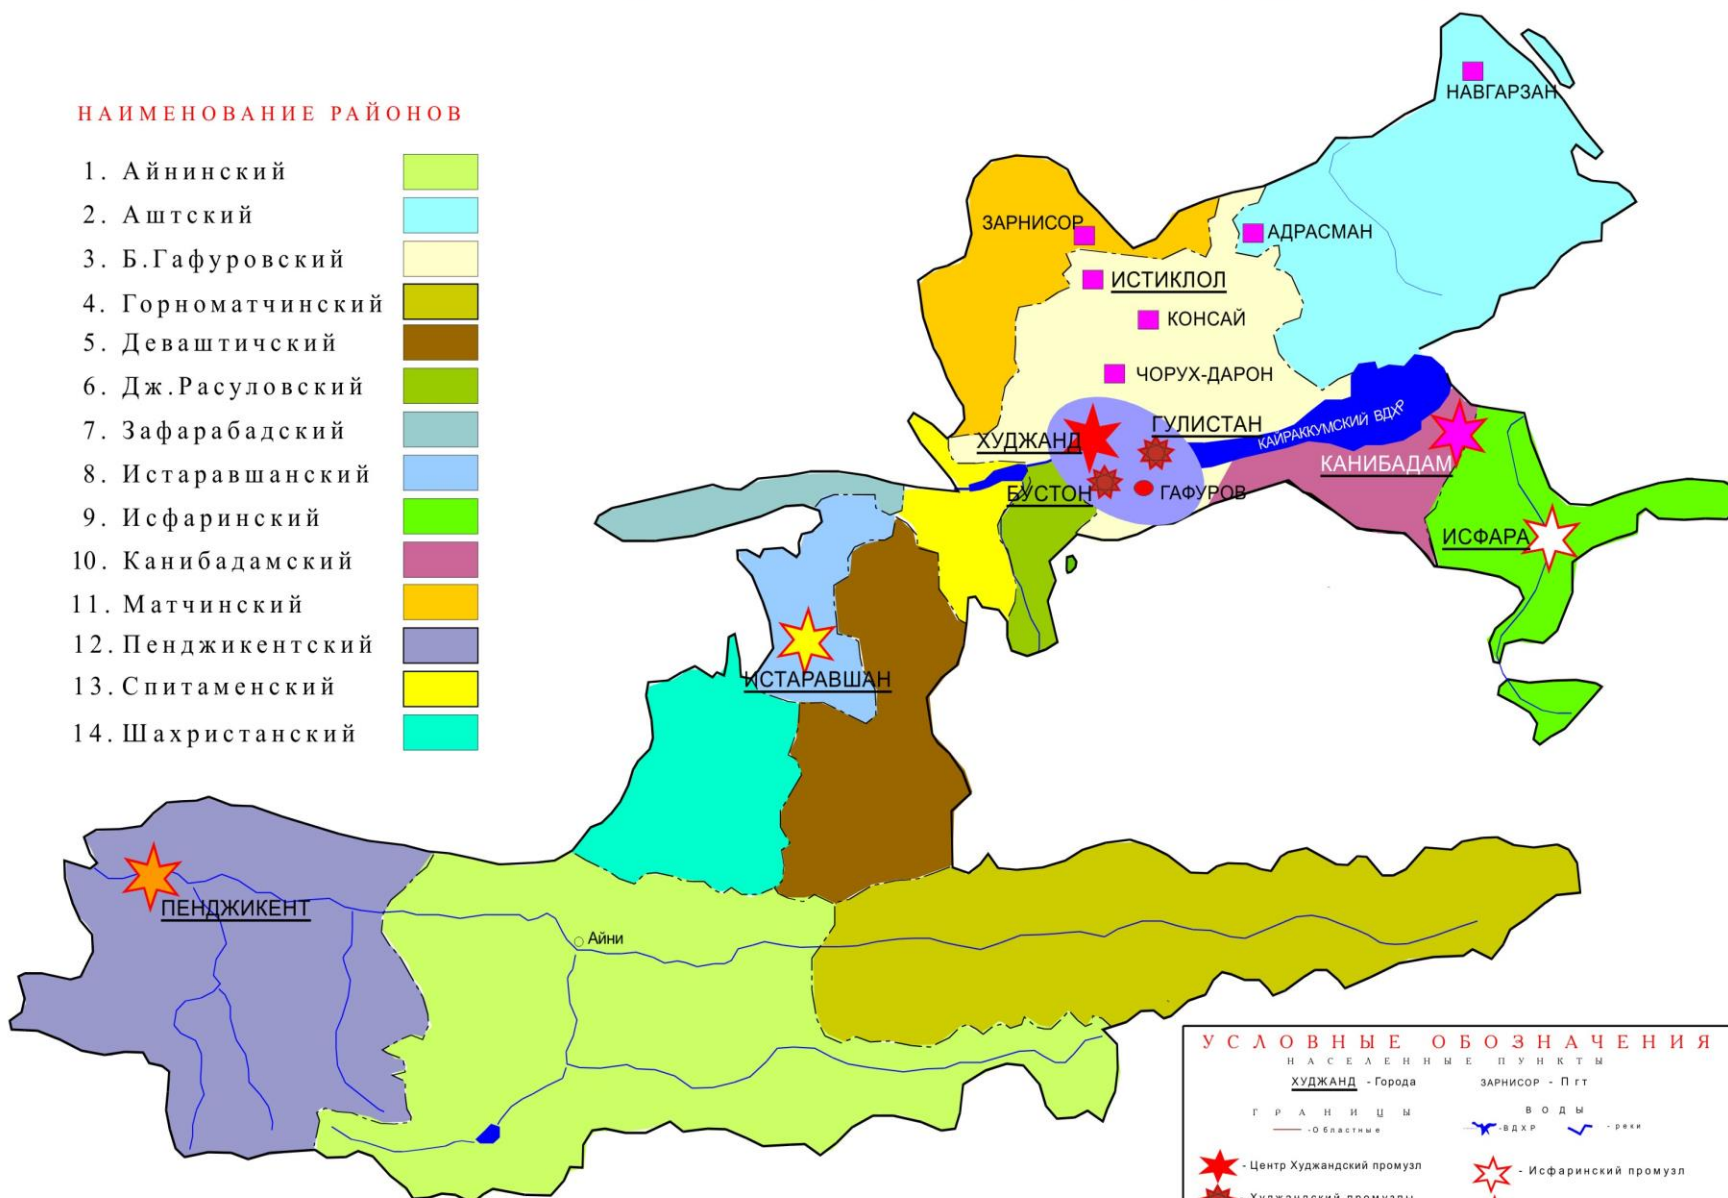 НАИМЕНОВАНИЕ РАЙОНОВ
1. Айнинский
2. Аштский
3. Б.Гафуровский
4. Горноматчинский
5. Деваштичский
6. Дж.Расуловский
7. Зафарабадский
8. Истаравшанский
9. Исфаринский
10. Канибадамский
11. Матчинский
12. Пенджикентский
13. Спитаменский
14. Шахристанский
НАВГАРЗАН
ЗАРНИСОР
АДРАСМАН
ИСТИКЛОЛ
КОНСАЙ
ЧОРУХ-ДАРОН
ГУЛИСТАН
КАЙРАККУМСКИЙ ВДХР
ХУДЖАНД
КАНИБАДАМ
БУСТОН
ГАФУРОВ
ИСФАРА
ИСТАРАВШАН
ПЕНДЖИКЕНТ
Айни
УСЛОВНЫЕ ОБОЗНАЧЕНИЯ
НАСЕЛЕННЫЕ ПУНКТЫ
ХУДЖАНД - Города
ЗАРНИСОР - Пгт
ГРАНИЦЫ
ВОДЫ
- Областные
- ВДХР
- реки
- Центр Худжандский промузл
- Исфаринский промузл
- Худжандский промузлы